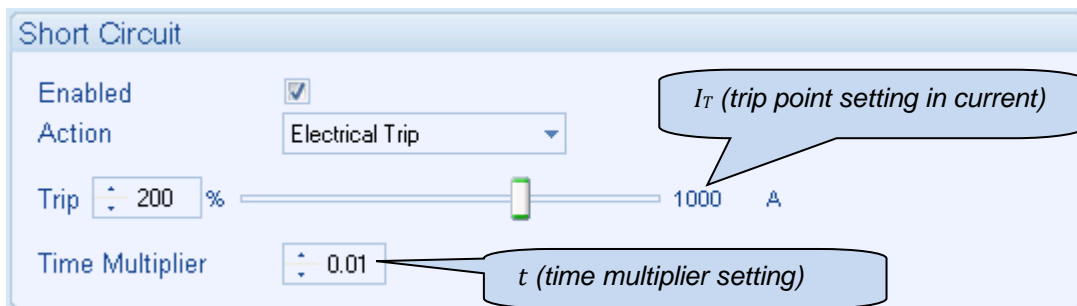 Short Circuit
Enabled
I_T (trip point setting in current)
Action Electrical Trip
Trip 200 % 1000 A
Time Multiplier 0.01
t (time multiplier setting)